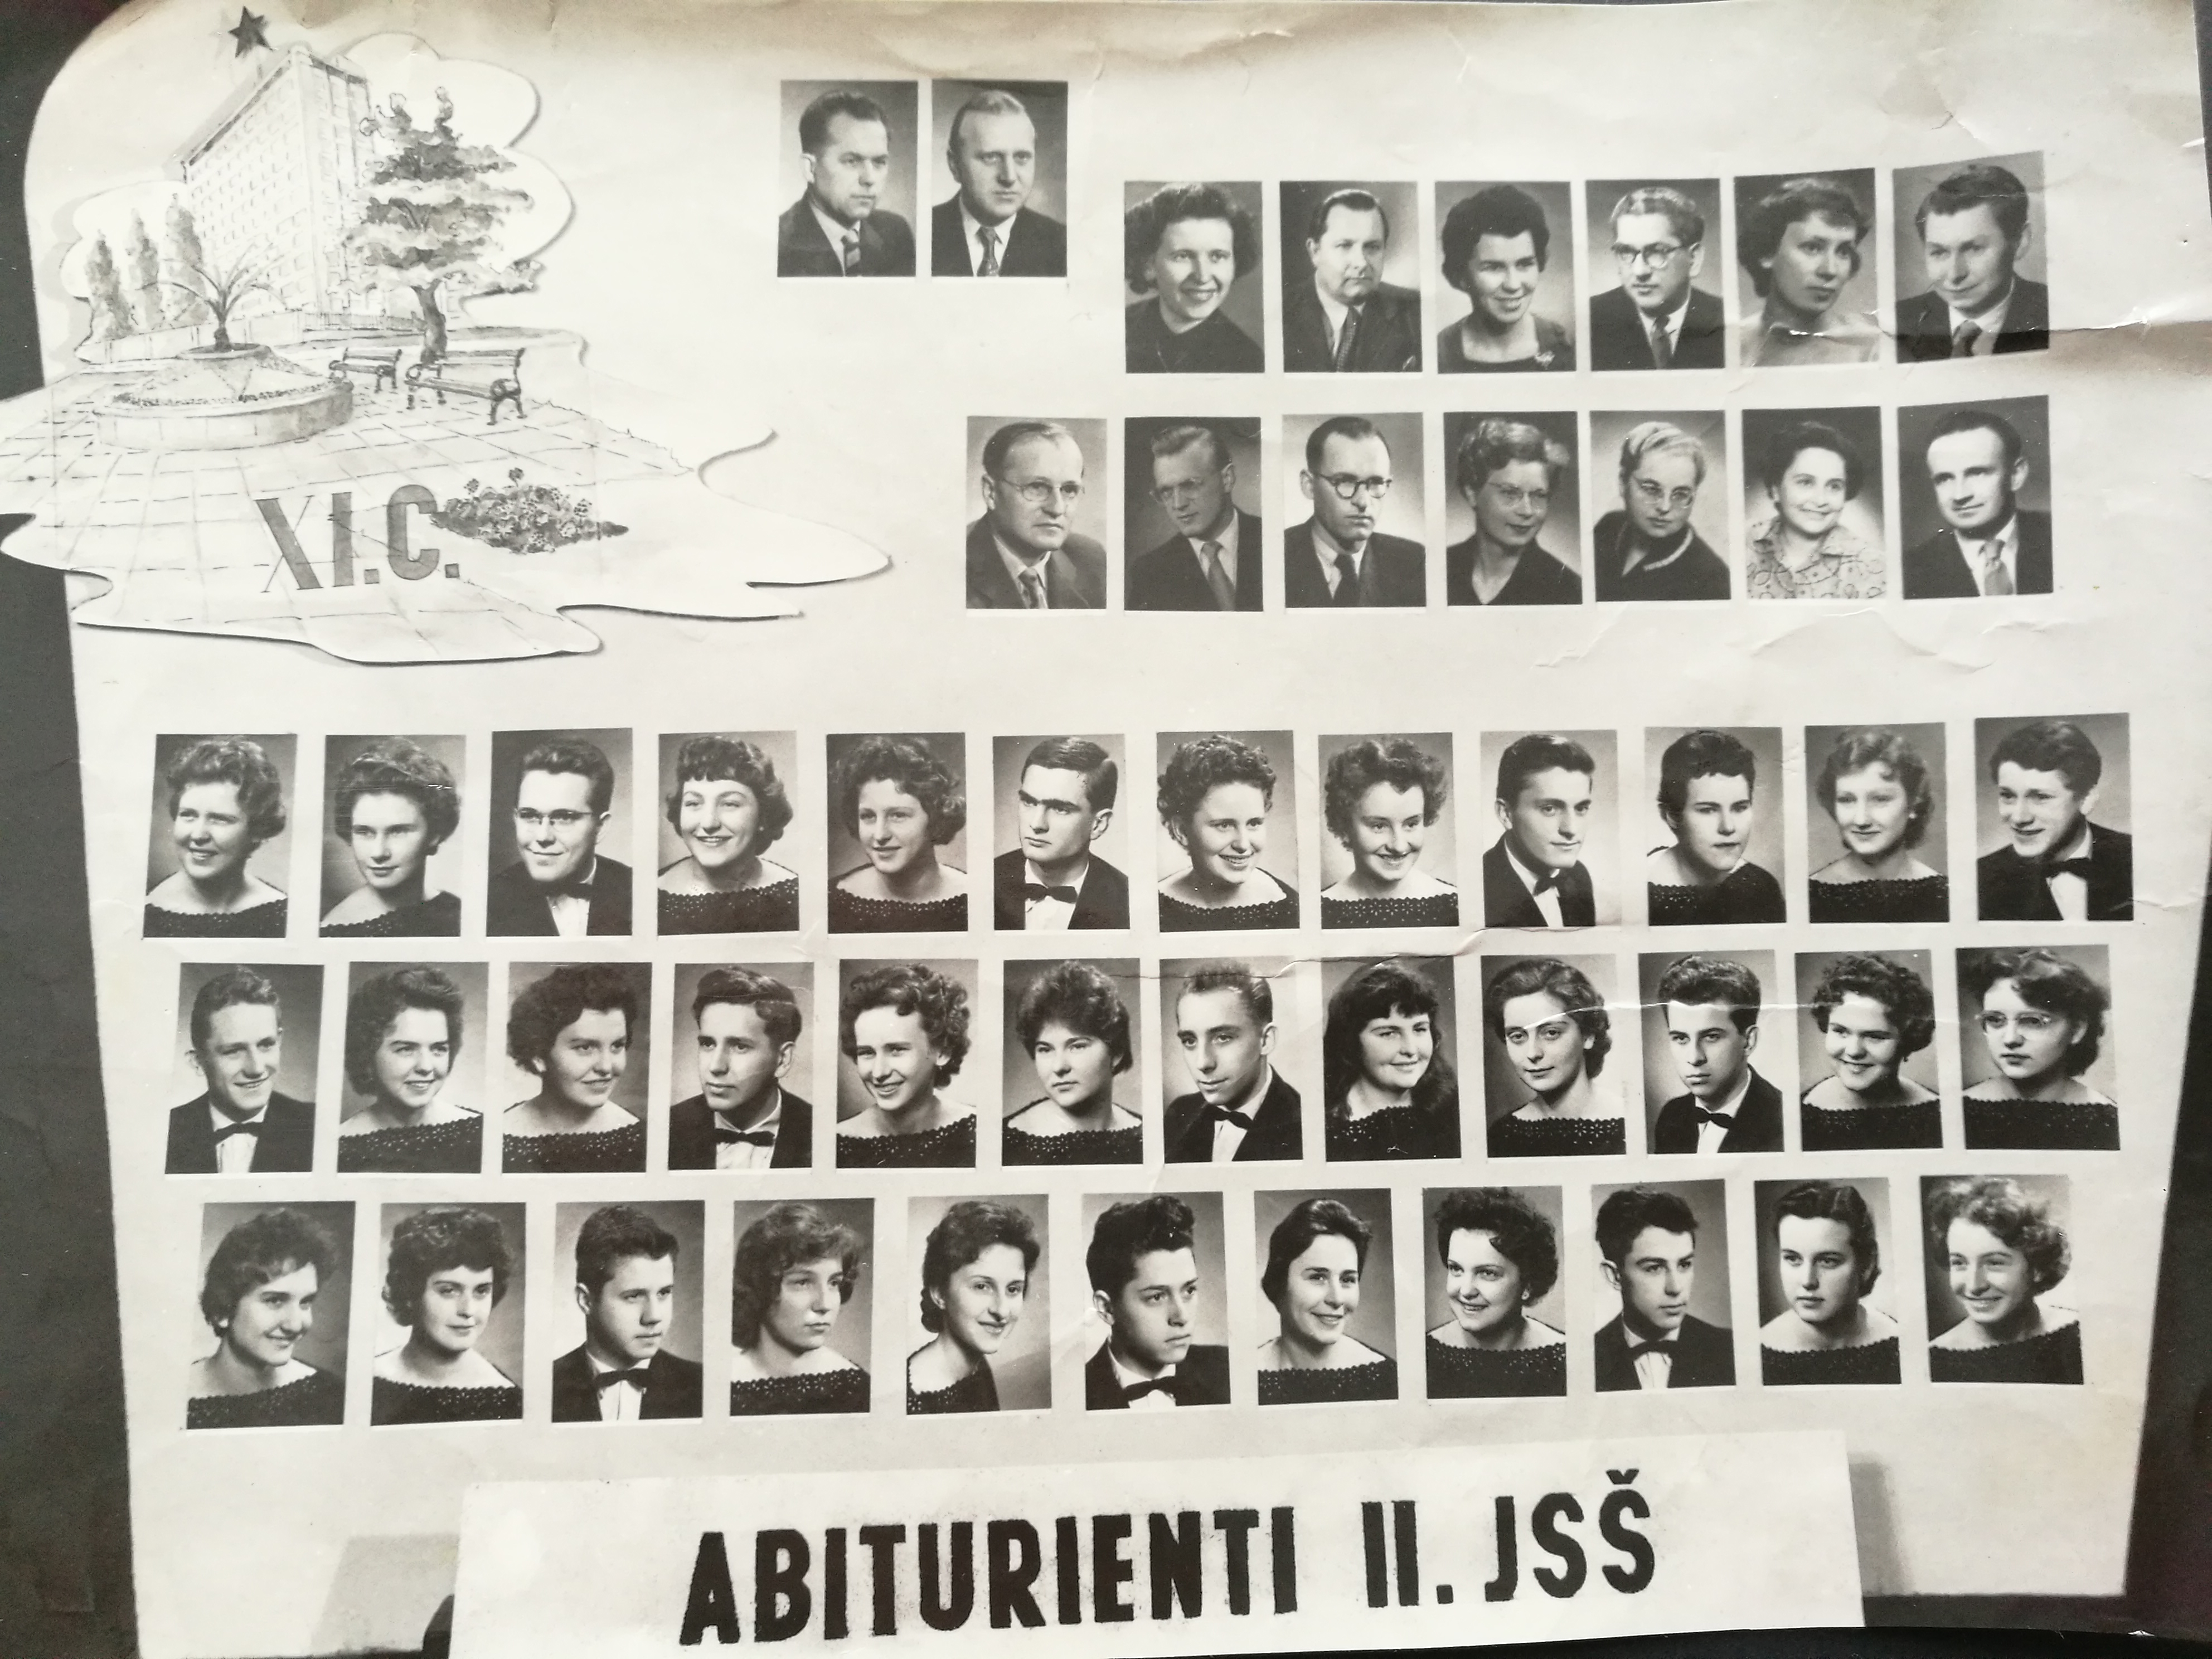 XI.C.
ABITURIENTI II. JSŠ